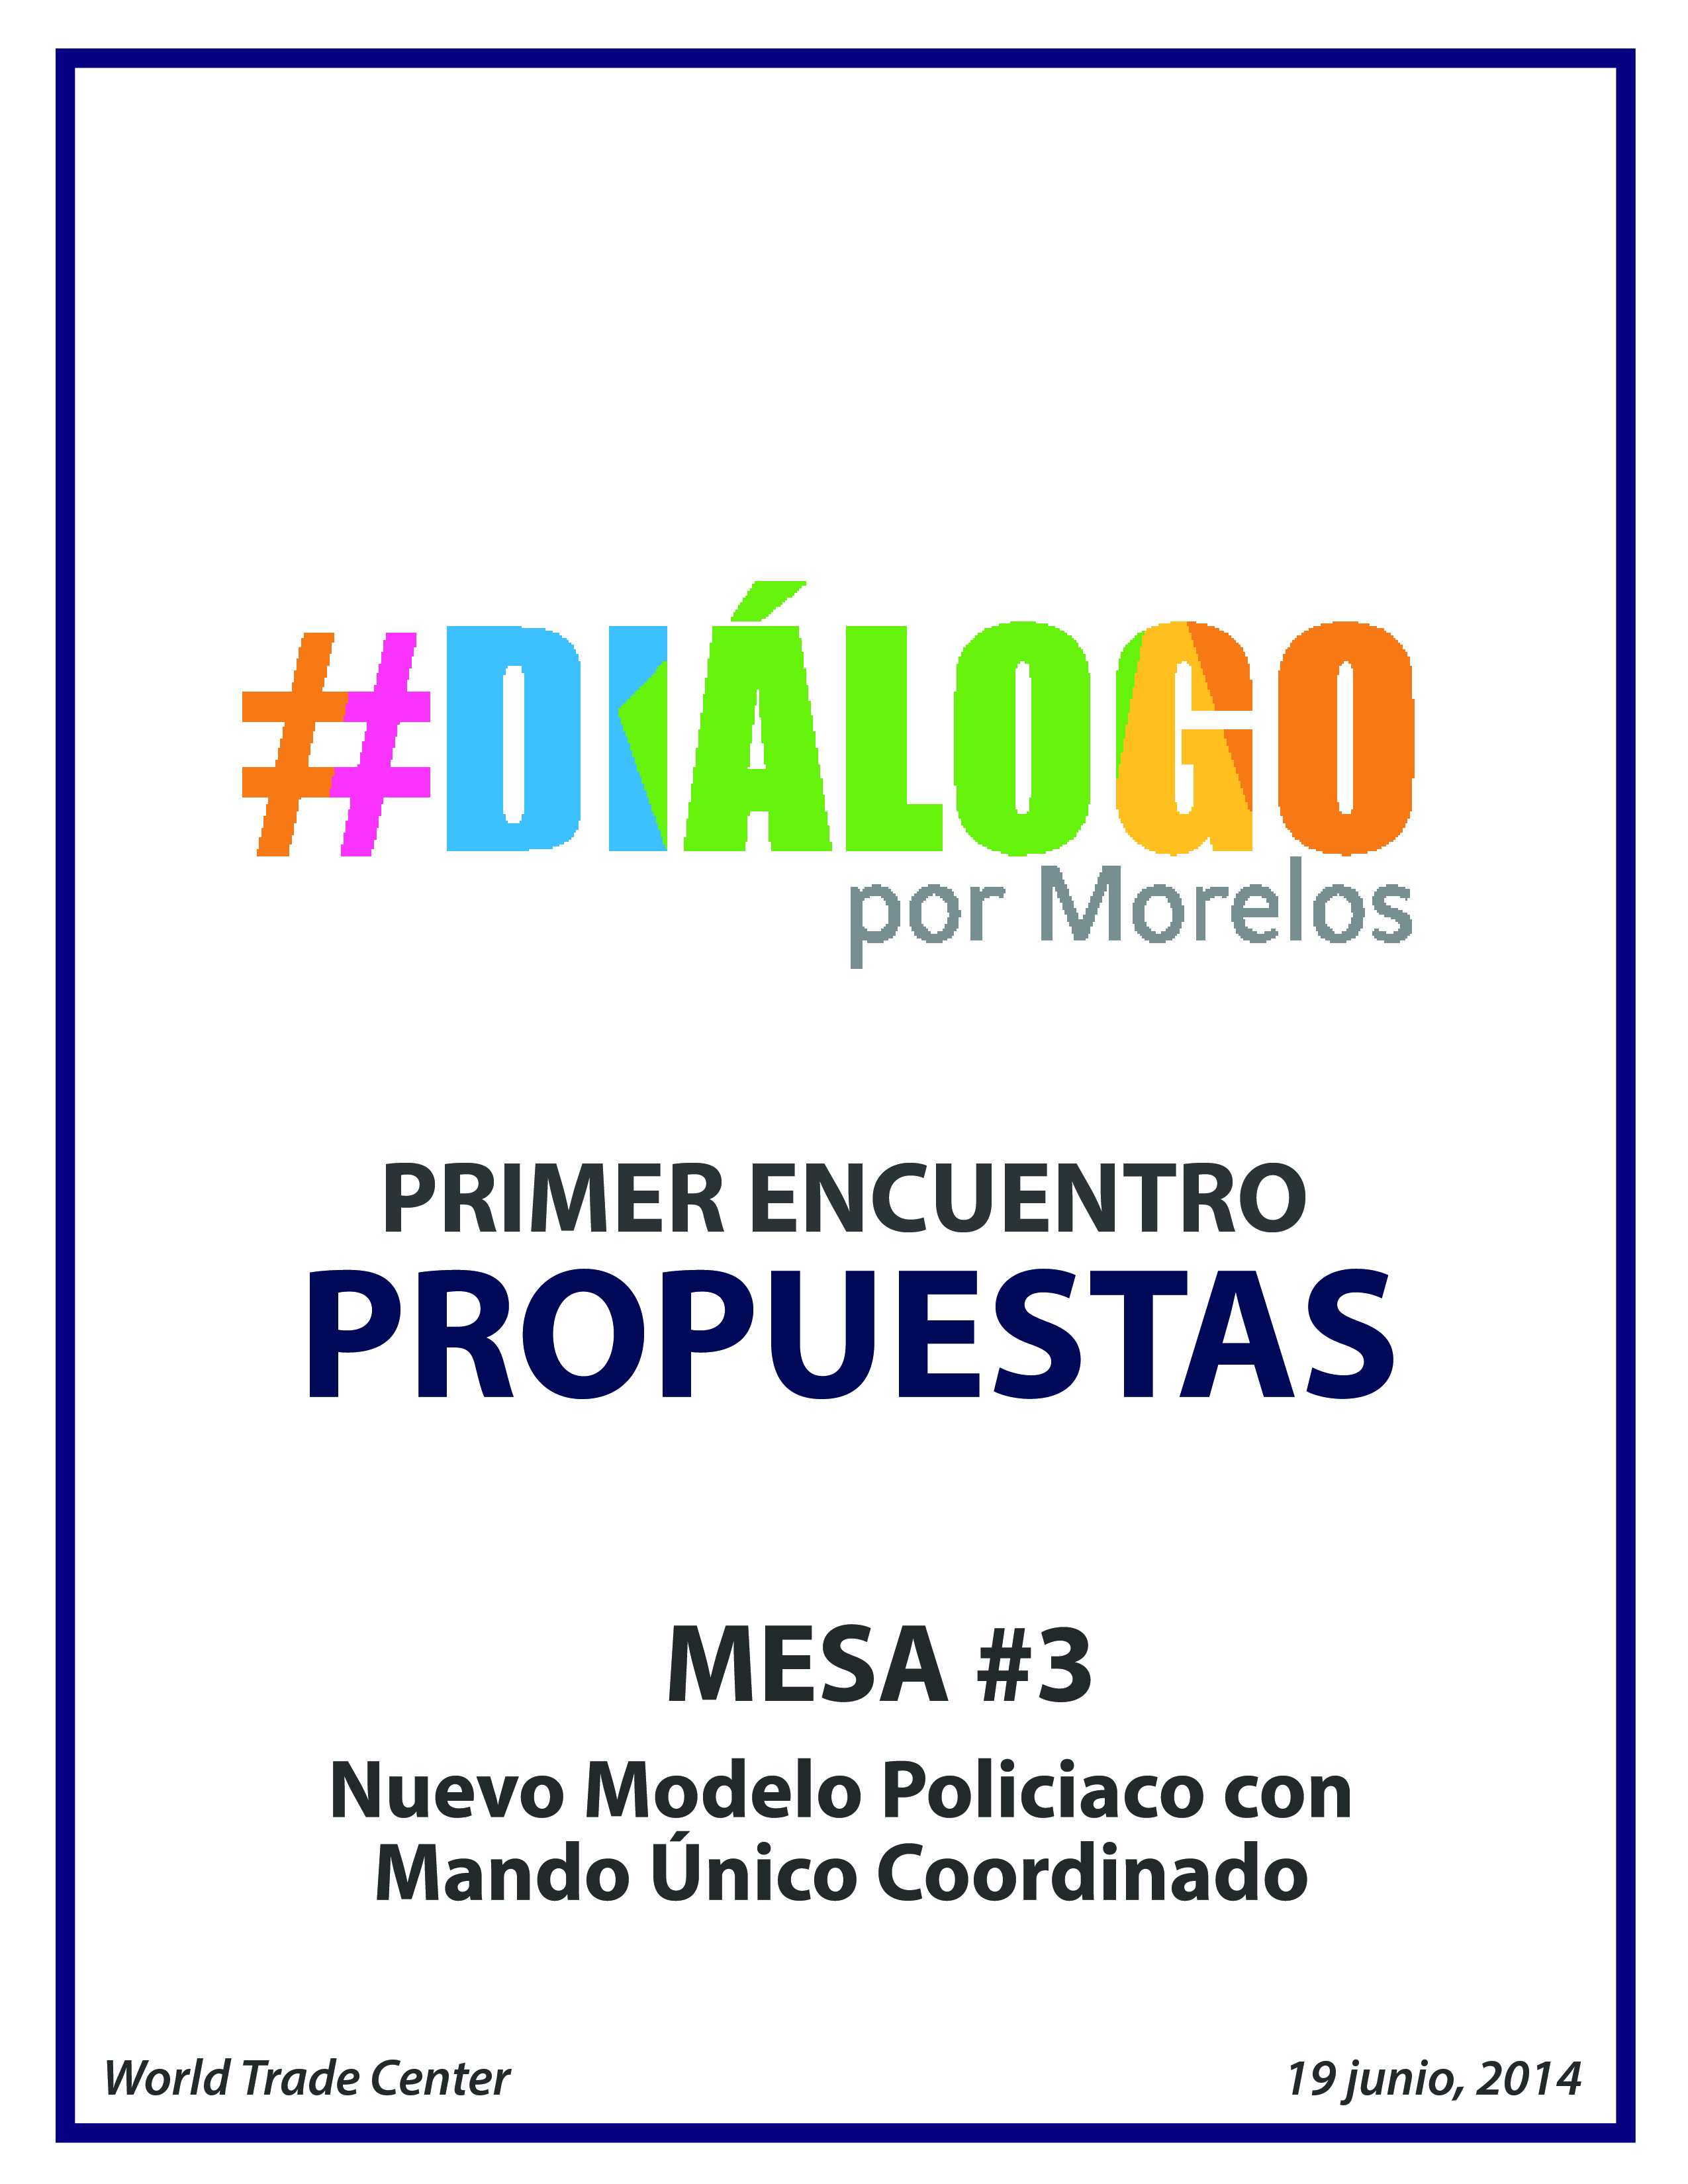 #DIÁLOGO
por Morelos
PRIMER ENCUENTRO
PROPUESTAS
MESA #3
Nuevo Modelo Policiaco con
Mando Único Coordinado
World Trade Center
19 junio, 2014